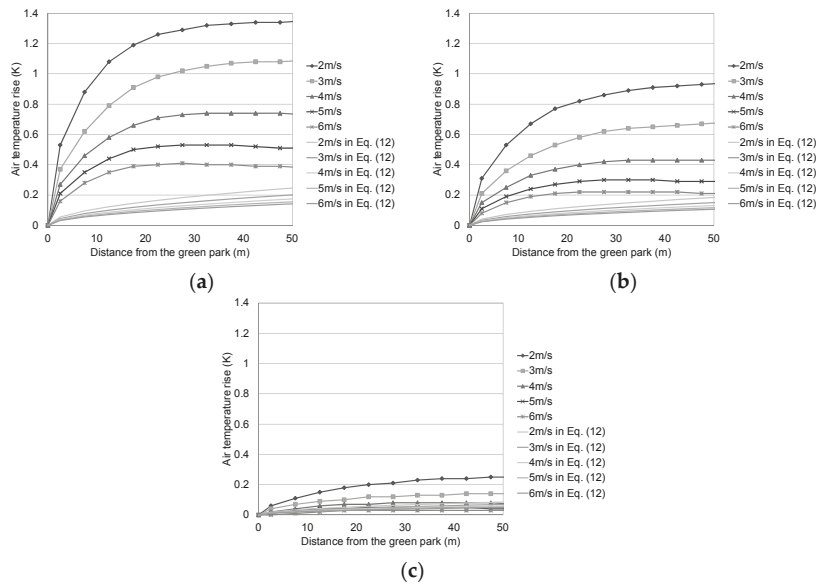 1.4
1.2
1
0.8
0.6
0.4
0.2
0
Air temperature rise (K)
0 10 20 30 40 50
Distance from the green park (m)
2m/s
3m/s
4m/s
5m/s
6m/s
2m/s in Eq. (12)
3m/s in Eq. (12)
4m/s in Eq. (12)
5m/s in Eq. (12)
6m/s in Eq. (12)
(a)
1.4
1.2
1
0.8
0.6
0.4
0.2
0
Air temperature rise (K)
0 10 20 30 40 50
Distance from the green park (m)
2m/s
3m/s
4m/s
5m/s
6m/s
2m/s in Eq. (12)
3m/s in Eq. (12)
4m/s in Eq. (12)
5m/s in Eq. (12)
6m/s in Eq. (12)
(b)
1.4
1.2
1
0.8
0.6
0.4
0.2
0
Air temperature rise (K)
0 10 20 30 40 50
Distance from the green park (m)
2m/s
3m/s
4m/s
5m/s
6m/s
2m/s in Eq. (12)
3m/s in Eq. (12)
4m/s in Eq. (12)
5m/s in Eq. (12)
6m/s in Eq. (12)
(c)